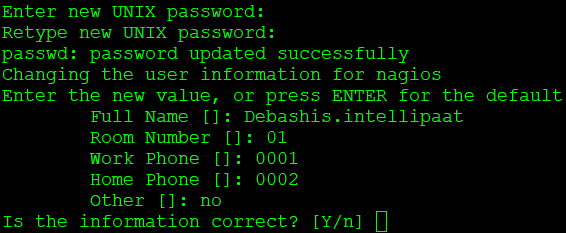 Enter new UNIX password:
Retype new UNIX password:
passwd: password updated successfully
Changing the user information for nagios
Enter the new value, or press ENTER for the default
Full Name []: Debashis.intellipaat
Room Number []: 01
Work Phone []: 0001
Home Phone []: 0002
Other []: no
Is the information correct? [Y/n]